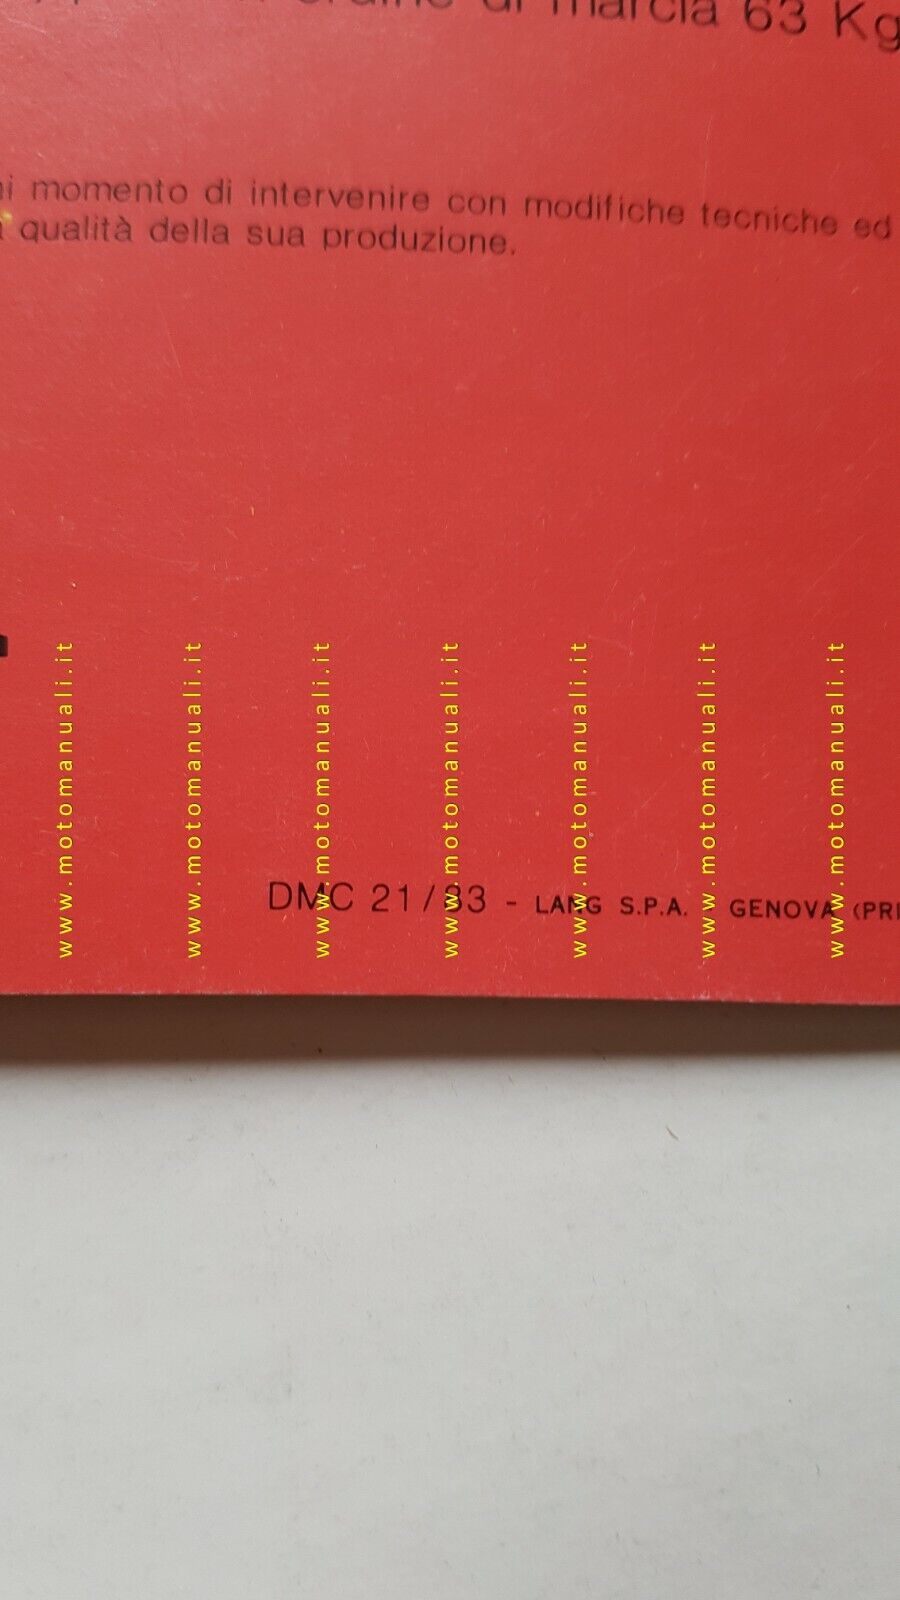 di marcia 63 Kg
momento di intervenire con modifiche tecniche ed
qualità della sua produzione.
www.motomanuali.it
www.motomanuali.it
www.motomanuali.it
www.motomanuali.it
www.motomanuali.it
www.motomanuali.it
www.motomanuali.it
DMC 21/83 - LANG S.P.A. - GENOVA (PRI